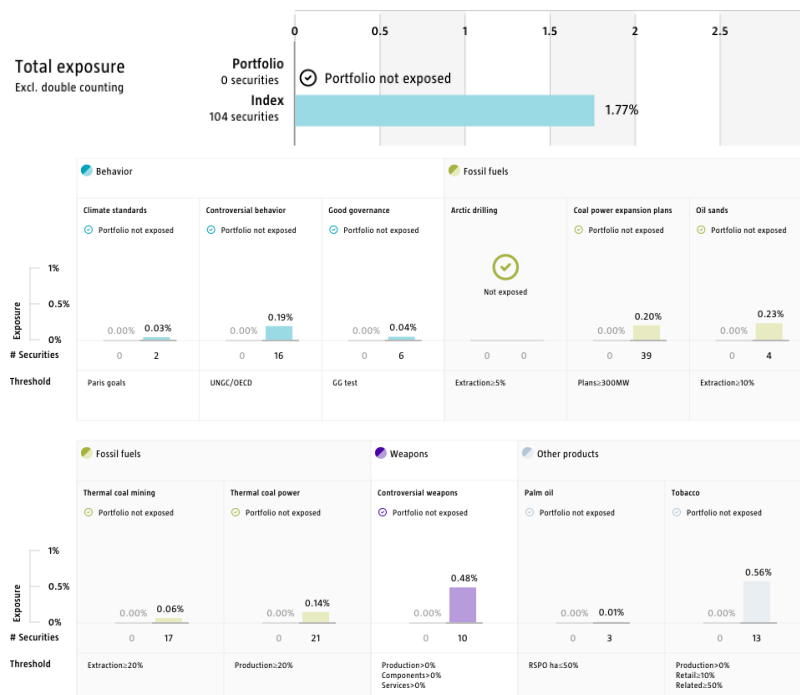 0 0.5 1 1.5 2 2.5
Total exposure
Excl. double counting
Portfolio
0 securities
Portfolio not exposed
Index
104 securities
1.77%
Behavior
Fossil fuels
Climate standards Controversial behavior Good governance Arctic drilling Coal power expansion plans Oil sands
Portfolio not exposed Portfolio not exposed Portfolio not exposed Portfolio not exposed Portfolio not exposed
Not exposed
Exposure
1%
0.5%
0%
0.00% 0.03% 0.00% 0.19% 0.00% 0.04% 0.00% 0.20% 0.00% 0.23%
# Securities 0 2 0 16 0 6 0 0 0 39 0 4
Threshold Paris goals UNGC/OECD GG test Extraction≥5% Plans≥300MW Extraction≥10%
Fossil fuels
Weapons
Other products
Thermal coal mining Thermal coal power Controversial weapons Palm oil Tobacco
Portfolio not exposed Portfolio not exposed Portfolio not exposed Portfolio not exposed Portfolio not exposed
Exposure
1%
0.5%
0%
0.00% 0.06% 0.00% 0.14% 0.00% 0.48% 0.00% 0.01% 0.00% 0.56%
# Securities 0 17 0 21 0 10 0 3 0 13
Threshold Extraction≥20% Production≥20% Production>0% RSPO ha≤50% Production>0%
Components>0% Retail≥10%
Services>0% Related≥50%